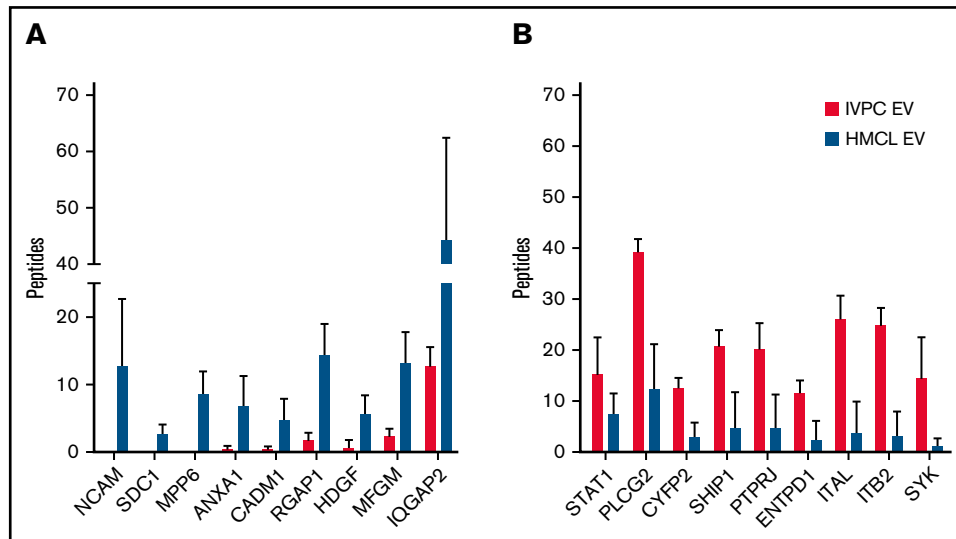 A
Peptides
70
60
50
40
20
10
0
NCAM
SDC1
MPP6
ANXA1
CADM1
RGAP1
HDGF
MFGM
IQGAP2
B
Peptides
70
60
50
40
30
20
10
0
IVPC EV
HMCL EV
STAT1
PLCG2
CYFP2
SHIP1
PTPRJ
ENTPD1
ITAL
ITB2
SYK